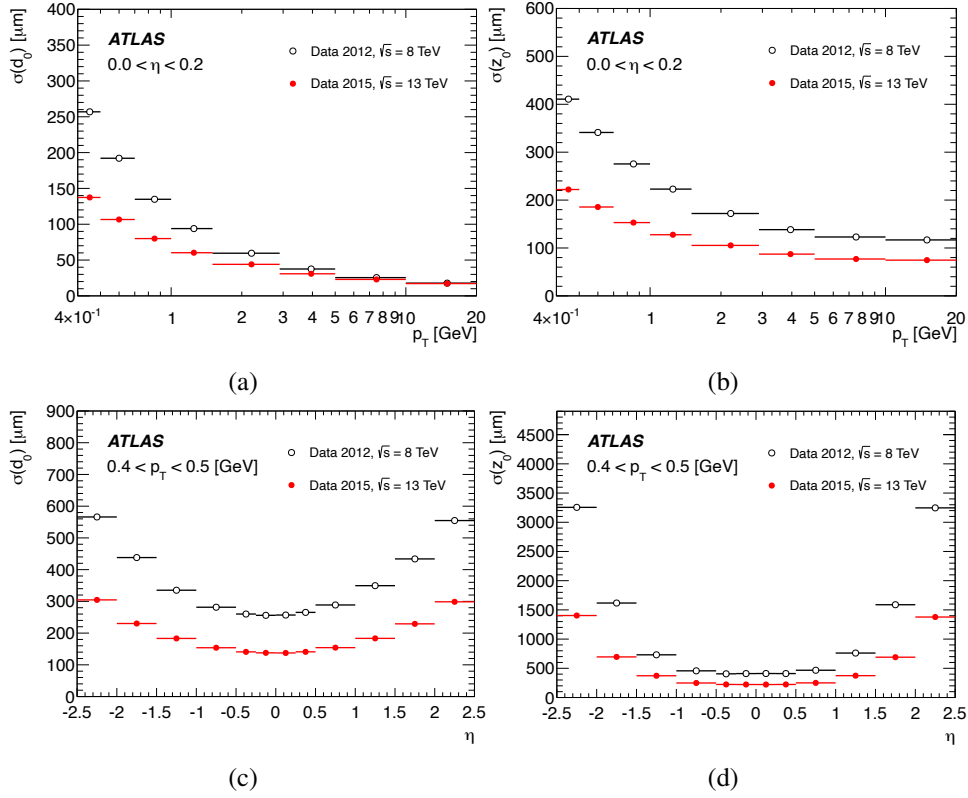 σ(d₀) [μm]
400
350
300
250
200
150
100
50
0
ATLAS
0.0 < η < 0.2
Data 2012, √s = 8 TeV
Data 2015, √s = 13 TeV
4×10⁻¹ 1 2 3 4 5 6 7 8 9 10 20
p_T [GeV]
(a)
σ(z₀) [μm]
600
500
400
300
200
100
0
ATLAS
0.0 < η < 0.2
Data 2012, √s = 8 TeV
Data 2015, √s = 13 TeV
4×10⁻¹ 1 2 3 4 5 6 7 8 9 10 20
p_T [GeV]
(b)
σ(d₀) [μm]
900
800
700
600
500
400
300
200
100
0
ATLAS
0.4 < p_T < 0.5 [GeV]
Data 2012, √s = 8 TeV
Data 2015, √s = 13 TeV
-2.5 -2 -1.5 -1 -0.5 0 0.5 1 1.5 2 2.5
η
(c)
σ(z₀) [μm]
4500
4000
3500
3000
2500
2000
1500
1000
500
0
ATLAS
0.4 < p_T < 0.5 [GeV]
Data 2012, √s = 8 TeV
Data 2015, √s = 13 TeV
-2.5 -2 -1.5 -1 -0.5 0 0.5 1 1.5 2 2.5
η
(d)